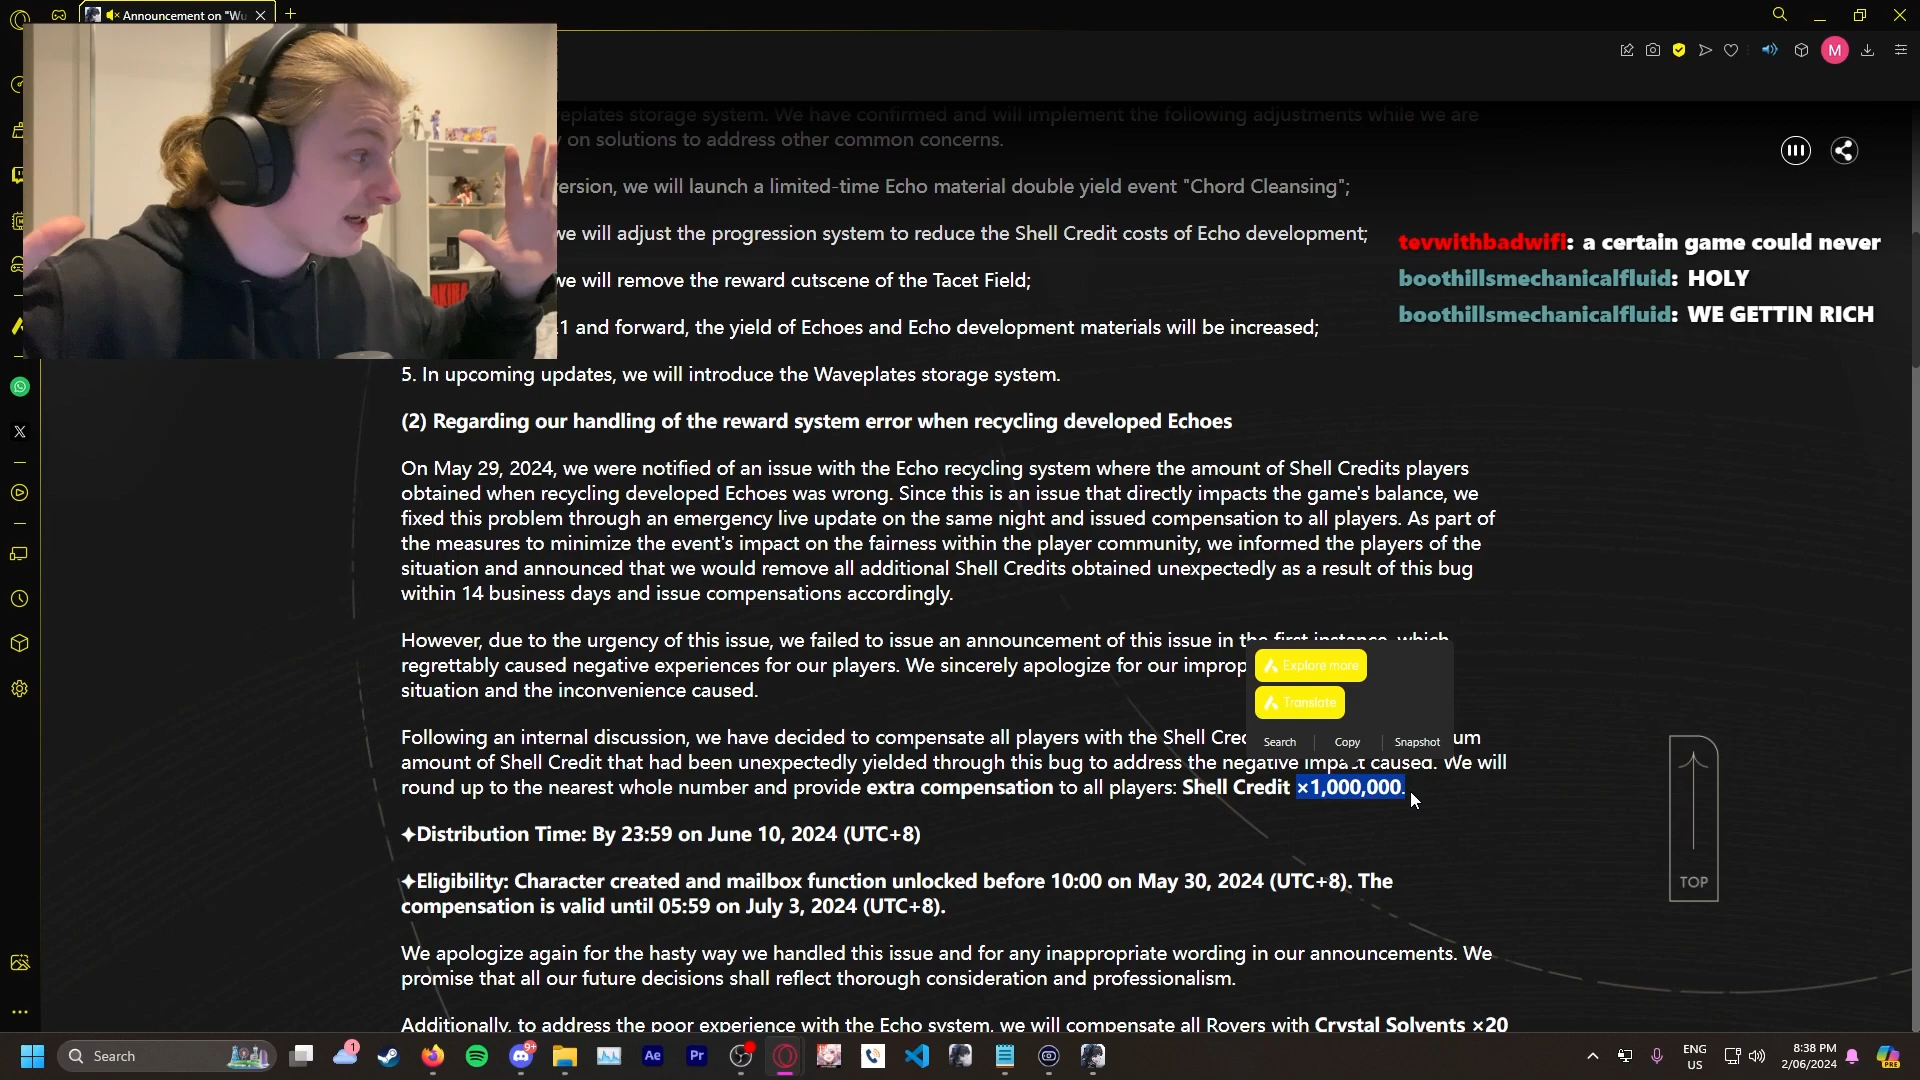 Announcement on "Wu
M
eplates storage system. We have confirmed and will implement the following adjustments while we are
on solutions to address other common concerns.
ersion, we will launch a limited-time Echo material double yield event "Chord Cleansing";
we will adjust the progression system to reduce the Shell Credit costs of Echo development;
we will remove the reward cutscene of the Tacet Field;
.1 and forward, the yield of Echoes and Echo development materials will be increased;
tevwithbadwifi: a certain game could never
boothillsmechanicalfluid: HOLY
boothillsmechanicalfluid: WE GETTIN RICH
5. In upcoming updates, we will introduce the Waveplates storage system.
(2) Regarding our handling of the reward system error when recycling developed Echoes
On May 29, 2024, we were notified of an issue with the Echo recycling system where the amount of Shell Credits players
obtained when recycling developed Echoes was wrong. Since this is an issue that directly impacts the game's balance, we
fixed this problem through an emergency live update on the same night and issued compensation to all players. As part of
the measures to minimize the event's impact on the fairness within the player community, we informed the players of the
situation and announced that we would remove all additional Shell Credits obtained unexpectedly as a result of this bug
within 14 business days and issue compensations accordingly.
However, due to the urgency of this issue, we failed to issue an announcement of this issue in the first instance, which
regrettably caused negative experiences for our players. We sincerely apologize for our improp
situation and the inconvenience caused.
Explore more
Translate
Search Copy Snapshot
Following an internal discussion, we have decided to compensate all players with the Shell Cre um
amount of Shell Credit that had been unexpectedly yielded through this bug to address the negative impact caused. We will
round up to the nearest whole number and provide extra compensation to all players: Shell Credit ×1,000,000.
✦Distribution Time: By 23:59 on June 10, 2024 (UTC+8)
✦Eligibility: Character created and mailbox function unlocked before 10:00 on May 30, 2024 (UTC+8). The
compensation is valid until 05:59 on July 3, 2024 (UTC+8).
We apologize again for the hasty way we handled this issue and for any inappropriate wording in our announcements. We
promise that all our future decisions shall reflect thorough consideration and professionalism.
Additionally, to address the poor experience with the Echo system, we will compensate all Rovers with Crystal Solvents ×20
TOP
Search
1
9+
Ae
Pr
ENG
US
8:38 PM
2/06/2024
PRE